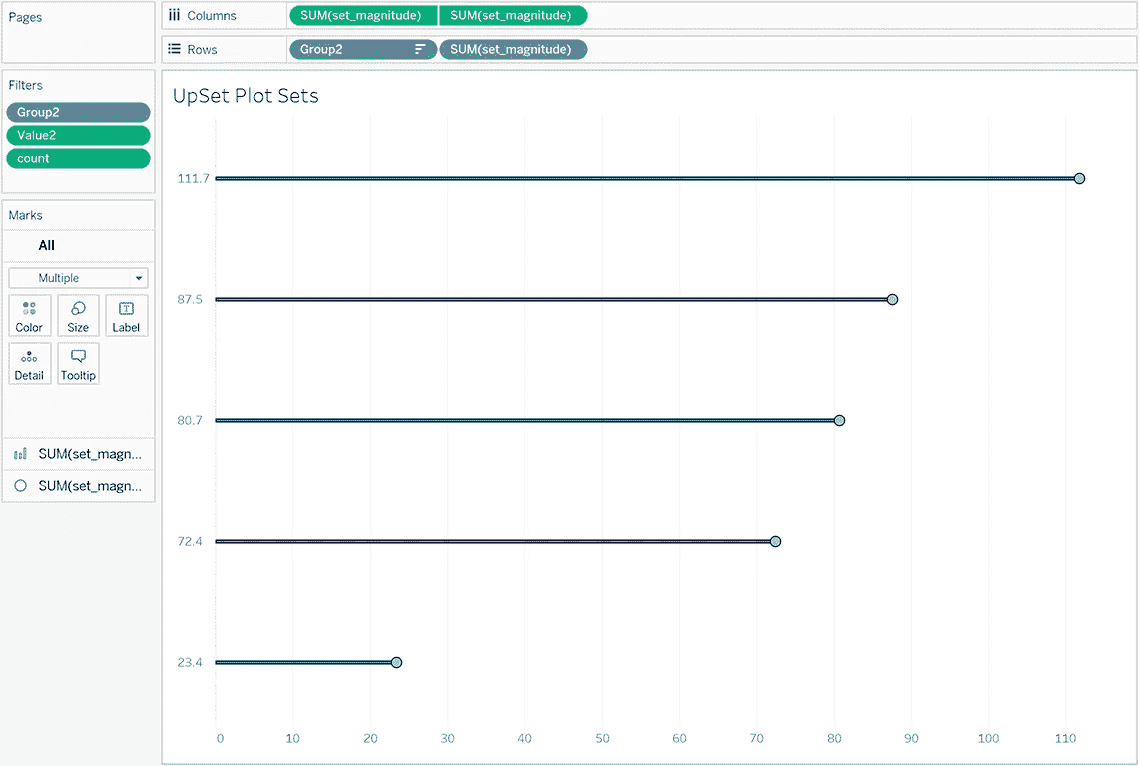 Pages
Columns
SUM(set_magnitude) SUM(set_magnitude)
Rows
Group2 SUM(set_magnitude)
Filters
Group2
Value2
count
Marks
All
Multiple
Color Size Label
Detail Tooltip
SUM(set_magn...
SUM(set_magn...
UpSet Plot Sets
111.7
87.5
80.7
72.4
23.4
0 10 20 30 40 50 60 70 80 90 100 110